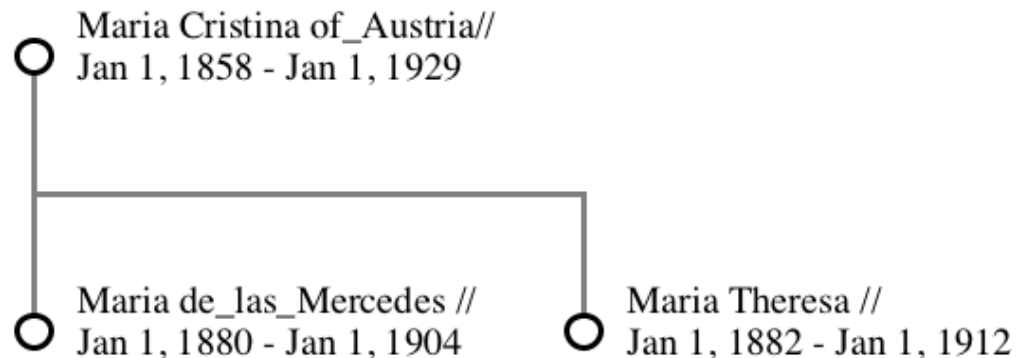 Maria Cristina of_Austria//
Jan 1, 1858 - Jan 1, 1929
Maria de_las_Mercedes //
Jan 1, 1880 - Jan 1, 1904
Maria Theresa //
Jan 1, 1882 - Jan 1, 1912